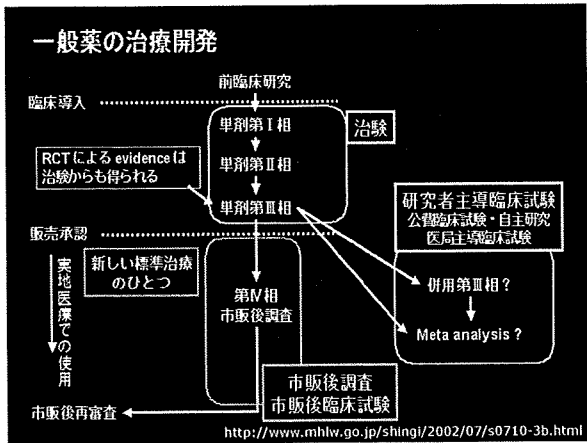 一般薬の治療開発
前臨床研究
臨床導入
単剤第Ⅰ相
治験
RCTによるevidenceは
治験からも得られる
単剤第Ⅱ相
単剤第Ⅲ相
研究者主導臨床試験
公費臨床試験・自主研究
医局主導臨床試験
販売承認
新しい標準治療
のひとつ
実地医療での使用
第Ⅳ相
市販後調査
併用第Ⅲ相?
Meta analysis?
市販後調査
市販後臨床試験
市販後再審査
http://www.mhlw.go.jp/shingi/2002/07/s0710-3b.html